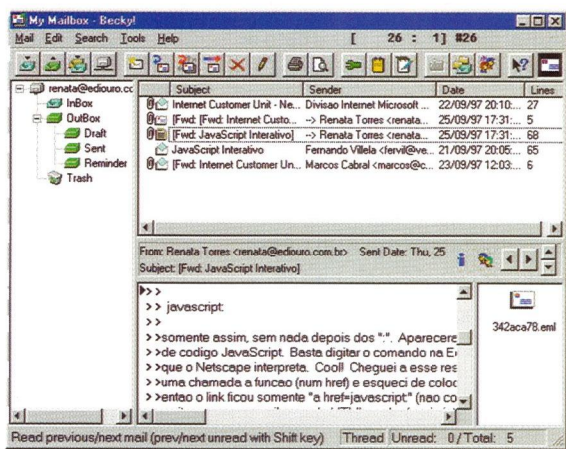 My Mailbox - Becky!
Mail Edit Search Tools Help [ 26 : 1] #26
renata@ediouro.cc
InBox
OutBox
Draft
Sent
Reminder
Trash
Subject Sender Date Lines
Internet Customer Unit - Ne... Divisao Internet Microsoft ... 22/09/97 20:10:... 27
[Fwd: [Fwd: Internet Custo... --> Renata Torres <renata... 25/09/97 17:31:... 5
[Fwd: JavaScript Interativo] --> Renata Torres <renata... 25/09/97 17:31:... 68
JavaScript Interativo Fernando Villela <fervil@ve... 21/09/97 20:05:... 65
[Fwd: Internet Customer Un... Marcos Cabral <marcos@c... 23/09/97 12:03:... 6
From: Renata Torres <renata@ediouro.com.br> Sent Date: Thu, 25
Subject: [Fwd: JavaScript Interativo]
>>
>> javascript:
>>
>>somente assim, sem nada depois dos ":". Aparecera
>>de codigo JavaScript. Basta digitar o comando na
>>que o Netscape interpreta. Cool! Cheguei a esse res
>>uma chamada a funcao (num href) e esqueci de coloc
>>entao o link ficou somente "a href=javascript:" (nao co
342aca78.eml
Read previous/next mail (prev/next unread with Shift key) Thread Unread: 0/Total: 5